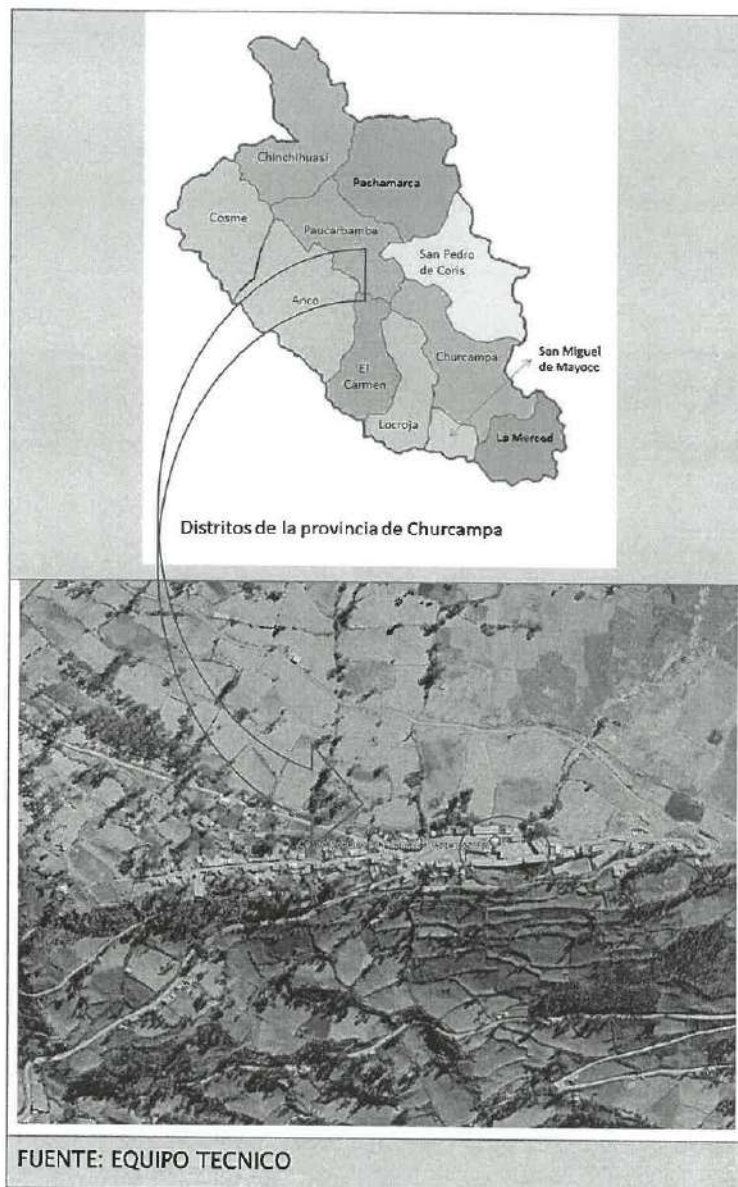 Chinchihuasi
Pachamarca
Cosme
Paucarbamba
San Pedro
de Coris
Anco
Churcampa
San Miguel
de Mayocc
El
Carmen
Locroja
La Merced
Distritos de la provincia de Churcampa
FUENTE: EQUIPO TECNICO